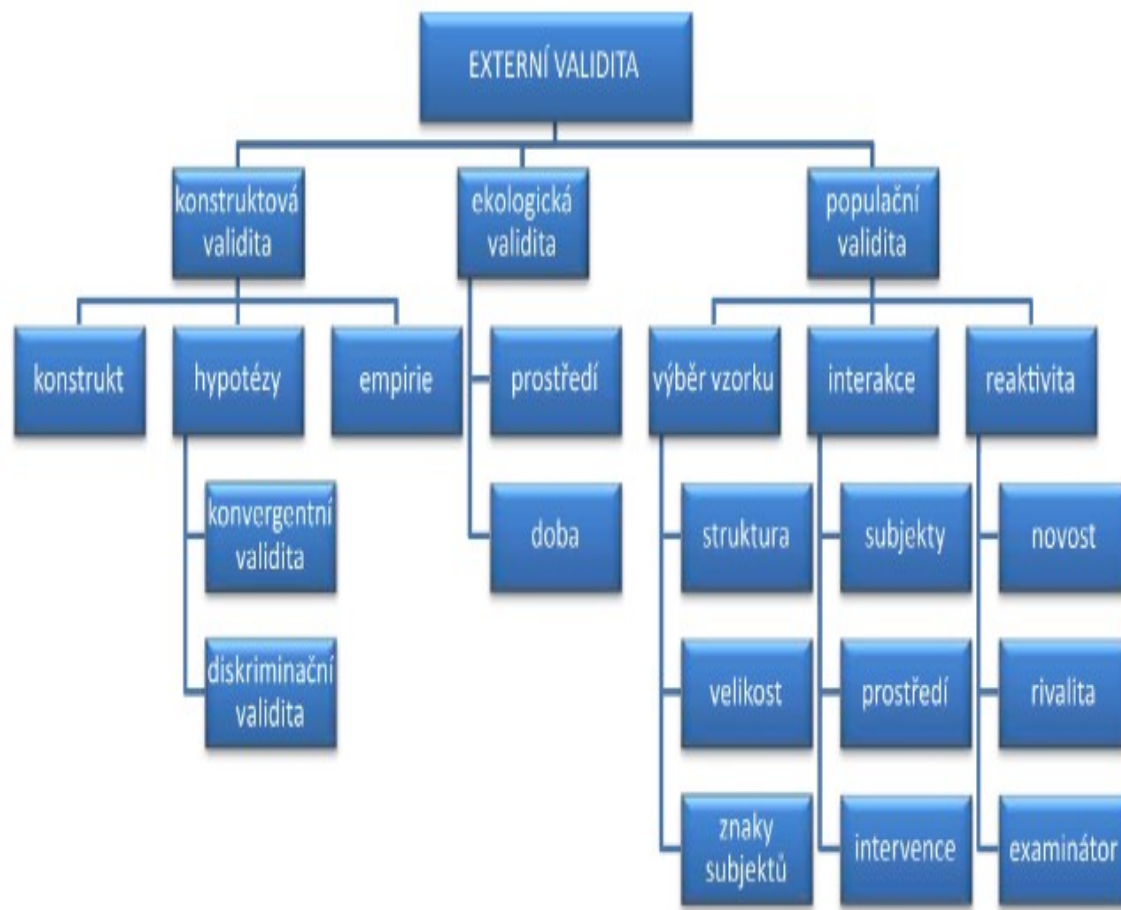 EXTERNÍ VALIDITA
konstruktová
validita
ekologická
validita
populační
validita
konstrukt
hypotézy
empirie
prostředí
výběr vzorku
interakce
reaktivita
konvergentní
validita
doba
struktura
subjekty
novost
diskriminační
validita
velikost
prostředí
rivalita
znaky
subjektů
intervence
examinátor